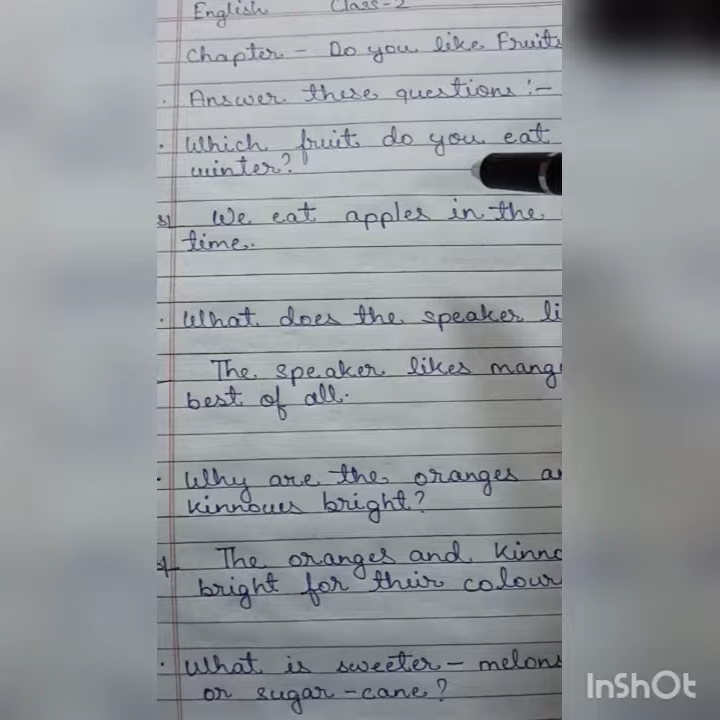 English Class-2
Chapter - Do you like Fruits
Answer these questions :-
Which fruit do you eat
winter?
We eat apples in the
time.
What does the speaker li
The speaker likes mang
best of all.
Why are the oranges a
kinnows bright?
The oranges and kinno
bright for their colour
What is sweeter - melons
or sugar-cane?
InShOt